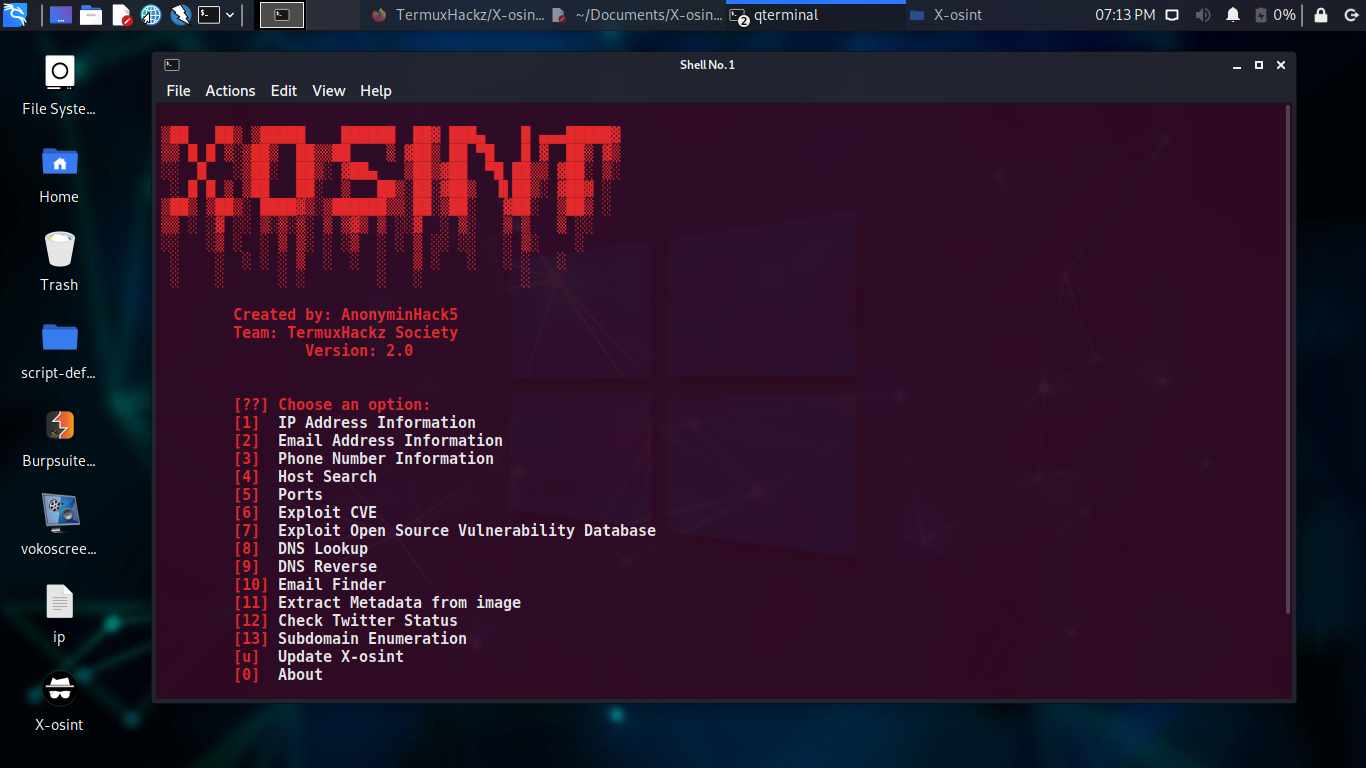 TermuxHackz/X-osint...
~/Documents/X-osin...
2
qterminal
X-osint
07:13 PM
0%
Shell No. 1
File Actions Edit View Help
File Syste...
Home
Trash
script-def...
Burpsuite...
vokoscree...
ip
X-osint
XOSINT
Created by: AnonyminHack5
Team: TermuxHackz Society
Version: 2.0
[??] Choose an option:
[1] IP Address Information
[2] Email Address Information
[3] Phone Number Information
[4] Host Search
[5] Ports
[6] Exploit CVE
[7] Exploit Open Source Vulnerability Database
[8] DNS Lookup
[9] DNS Reverse
[10] Email Finder
[11] Extract Metadata from image
[12] Check Twitter Status
[13] Subdomain Enumeration
[u] Update X-osint
[0] About